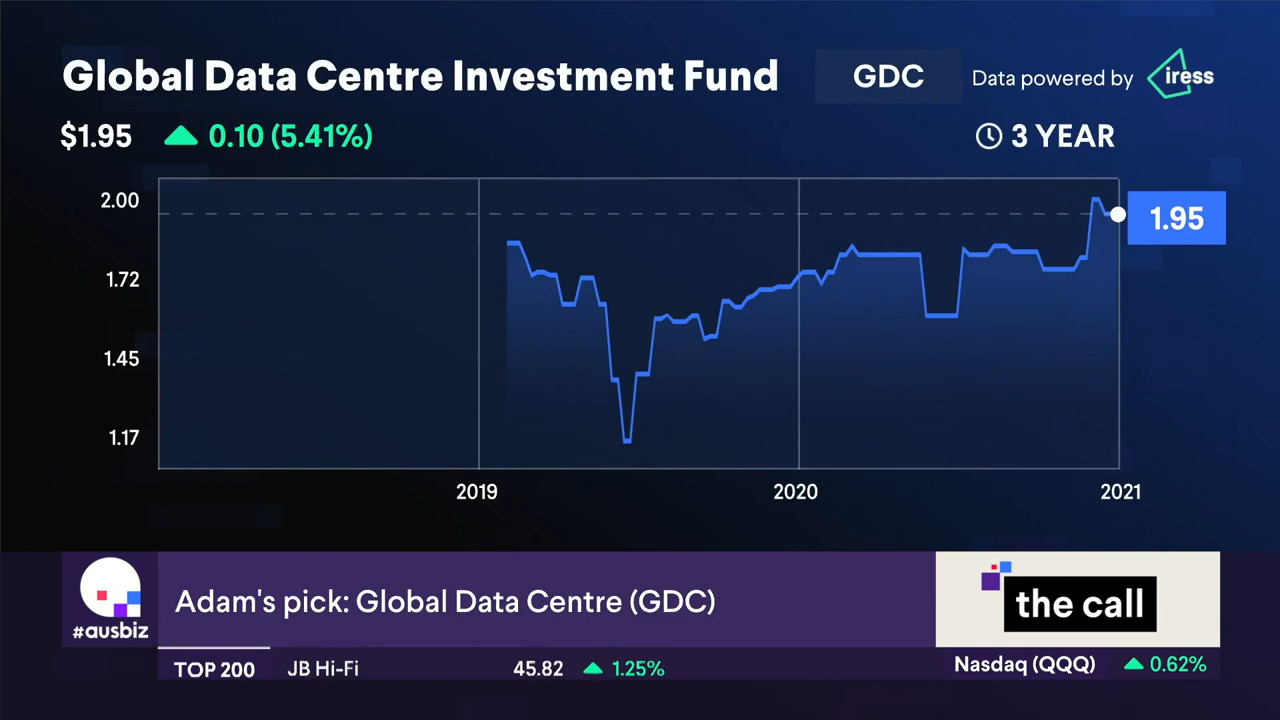 Global Data Centre Investment Fund
GDC
Data powered by iress
$1.95 0.10 (5.41%)
3 YEAR
2.00
1.95
1.72
1.45
1.17
2019 2020 2021
#ausbiz
Adam's pick: Global Data Centre (GDC)
the call
TOP 200 JB Hi-Fi 45.82 1.25%
Nasdaq (QQQ) 0.62%